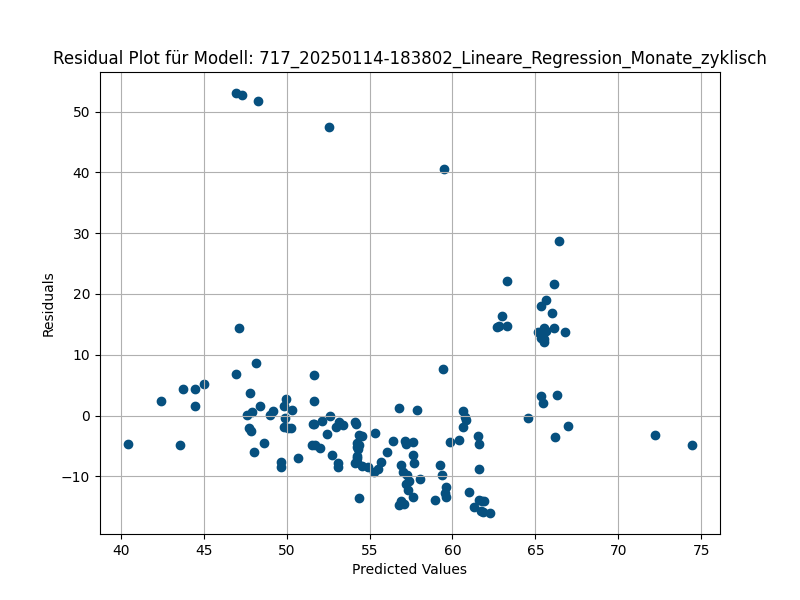 Residual Plot für Modell: 717_20250114-183802_Lineare_Regression_Monate_zyklisch
50
40
30
20
10
0
−10
Residuals
40 45 50 55 60 65 70 75
Predicted Values